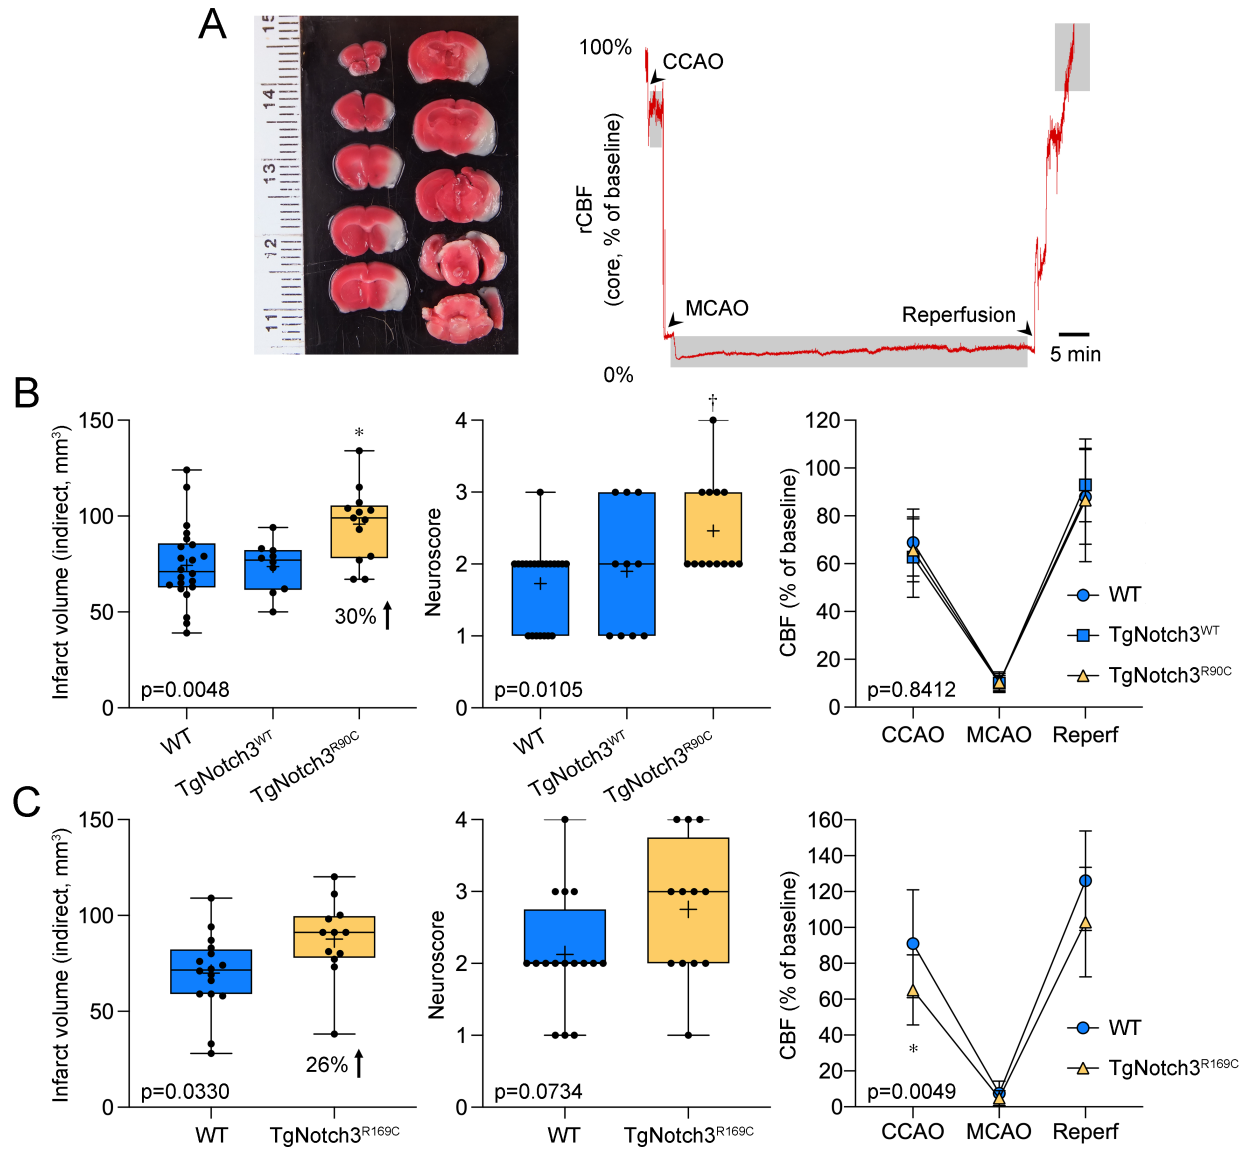 A
15
14
13
12
11
100%
CCAO
rCBF
(core, % of baseline)
MCAO
Reperfusion
5 min
0%
B
Infarct volume (indirect, mm³)
150
100
50
0
*
30%
p=0.0048
WT
TgNotch3ᵂᵀ
TgNotch3ᴿ⁹⁰ᶜ
Neuroscore
4
3
2
1
0
†
p=0.0105
WT
TgNotch3ᵂᵀ
TgNotch3ᴿ⁹⁰ᶜ
CBF (% of baseline)
120
100
80
60
40
20
0
WT
TgNotch3ᵂᵀ
TgNotch3ᴿ⁹⁰ᶜ
p=0.8412
CCAO
MCAO
Reperf
C
Infarct volume (indirect, mm³)
150
100
50
0
26%
p=0.0330
WT
TgNotch3ᴿ¹⁶⁹ᶜ
Neuroscore
4
3
2
1
0
p=0.0734
WT
TgNotch3ᴿ¹⁶⁹ᶜ
CBF (% of baseline)
160
140
120
100
80
60
40
20
0
WT
TgNotch3ᴿ¹⁶⁹ᶜ
*
p=0.0049
CCAO
MCAO
Reperf